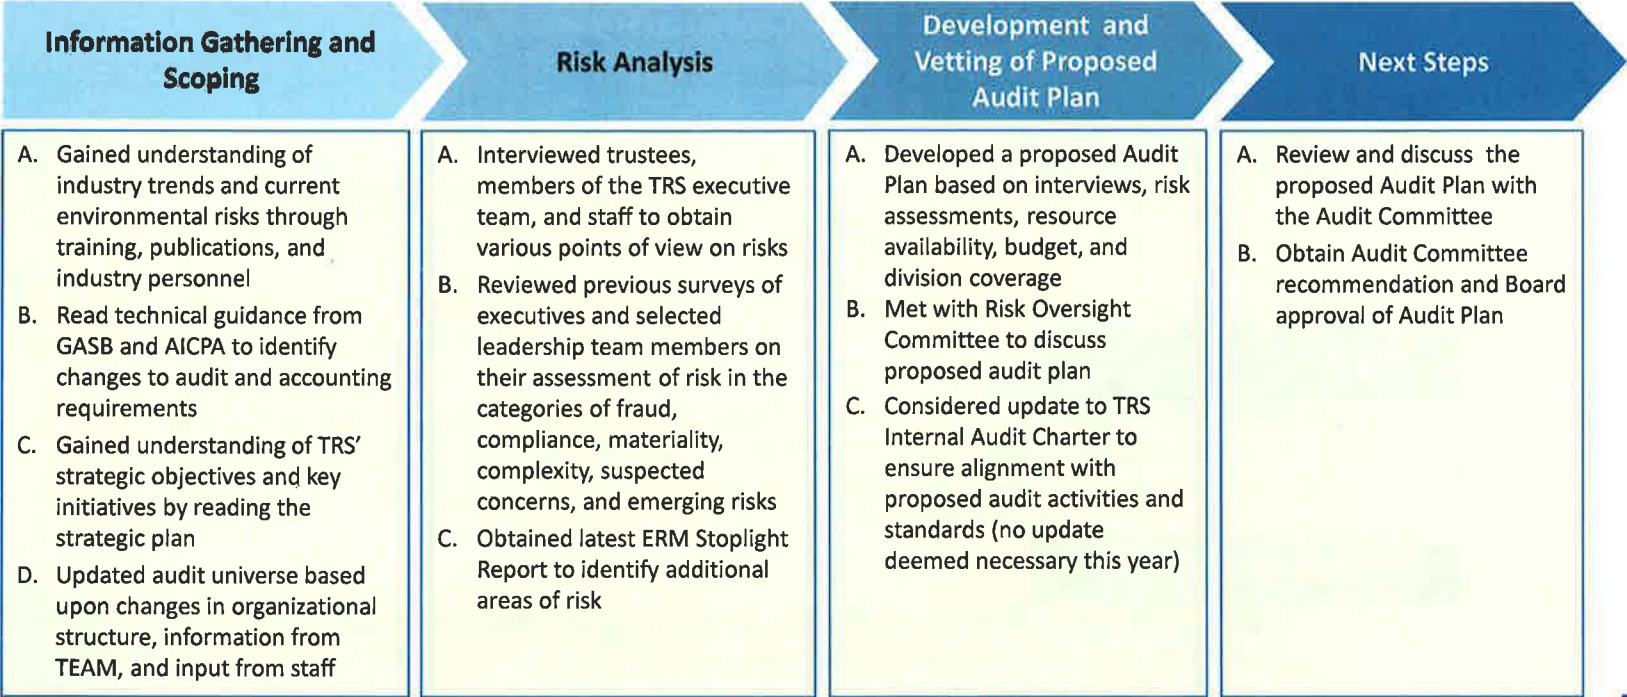 Information Gathering and
Scoping
A. Gained understanding of
industry trends and current
environmental risks through
training, publications, and
industry personnel
B. Read technical guidance from
GASB and AICPA to identify
changes to audit and accounting
requirements
C. Gained understanding of TRS'
strategic objectives and key
initiatives by reading the
strategic plan
D. Updated audit universe based
upon changes in organizational
structure, information from
TEAM, and input from staff
Risk Analysis
A. Interviewed trustees,
members of the TRS executive
team, and staff to obtain
various points of view on risks
B. Reviewed previous surveys of
executives and selected
leadership team members on
their assessment of risk in the
categories of fraud,
compliance, materiality,
complexity, suspected
concerns, and emerging risks
C. Obtained latest ERM Stoplight
Report to identify additional
areas of risk
Development and
Vetting of Proposed
Audit Plan
A. Developed a proposed Audit
Plan based on interviews, risk
assessments, resource
availability, budget, and
division coverage
B. Met with Risk Oversight
Committee to discuss
proposed audit plan
C. Considered update to TRS
Internal Audit Charter to
ensure alignment with
proposed audit activities and
standards (no update
deemed necessary this year)
Next Steps
A. Review and discuss the
proposed Audit Plan with
the Audit Committee
B. Obtain Audit Committee
recommendation and Board
approval of Audit Plan